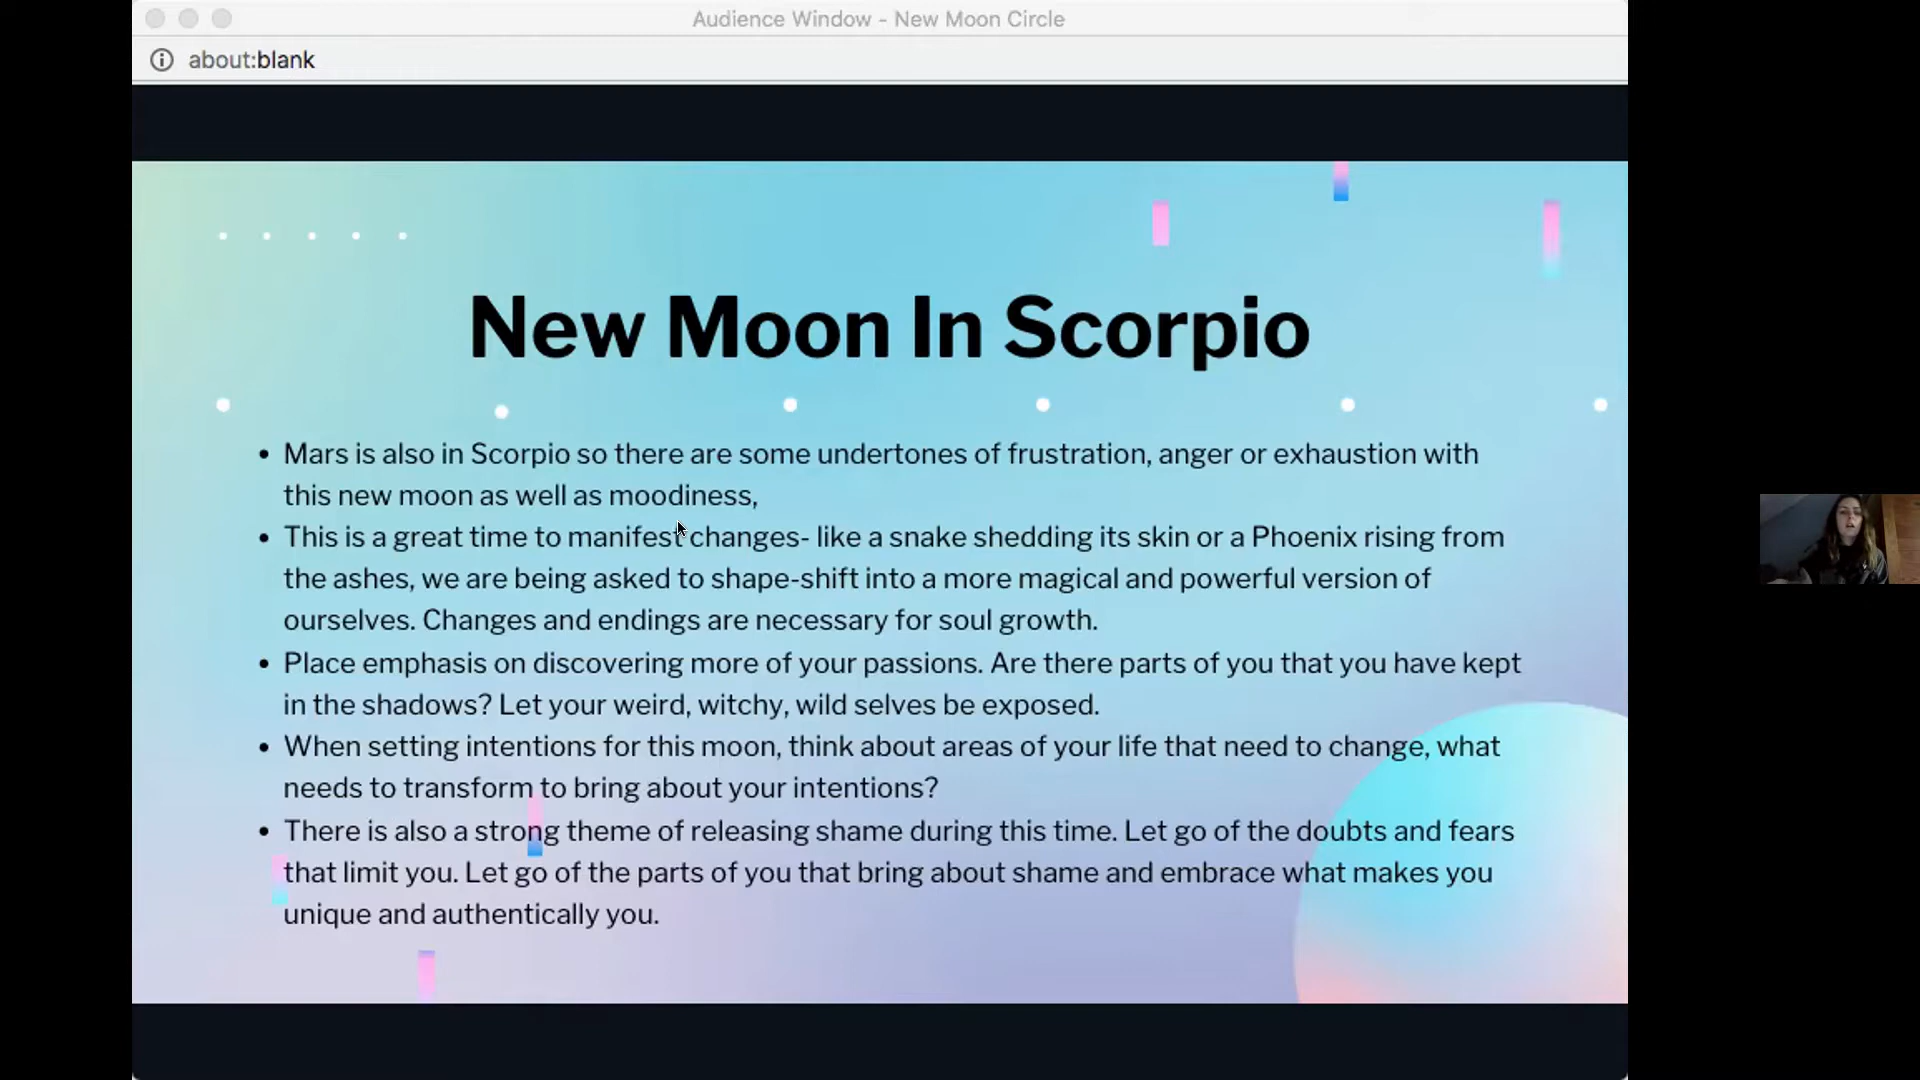 Audience Window - New Moon Circle
about:blank
New Moon In Scorpio
• Mars is also in Scorpio so there are some undertones of frustration, anger or exhaustion with
this new moon as well as moodiness,
• This is a great time to manifest changes- like a snake shedding its skin or a Phoenix rising from
the ashes, we are being asked to shape-shift into a more magical and powerful version of
ourselves. Changes and endings are necessary for soul growth.
• Place emphasis on discovering more of your passions. Are there parts of you that you have kept
in the shadows? Let your weird, witchy, wild selves be exposed.
• When setting intentions for this moon, think about areas of your life that need to change, what
needs to transform to bring about your intentions?
• There is also a strong theme of releasing shame during this time. Let go of the doubts and fears
that limit you. Let go of the parts of you that bring about shame and embrace what makes you
unique and authentically you.